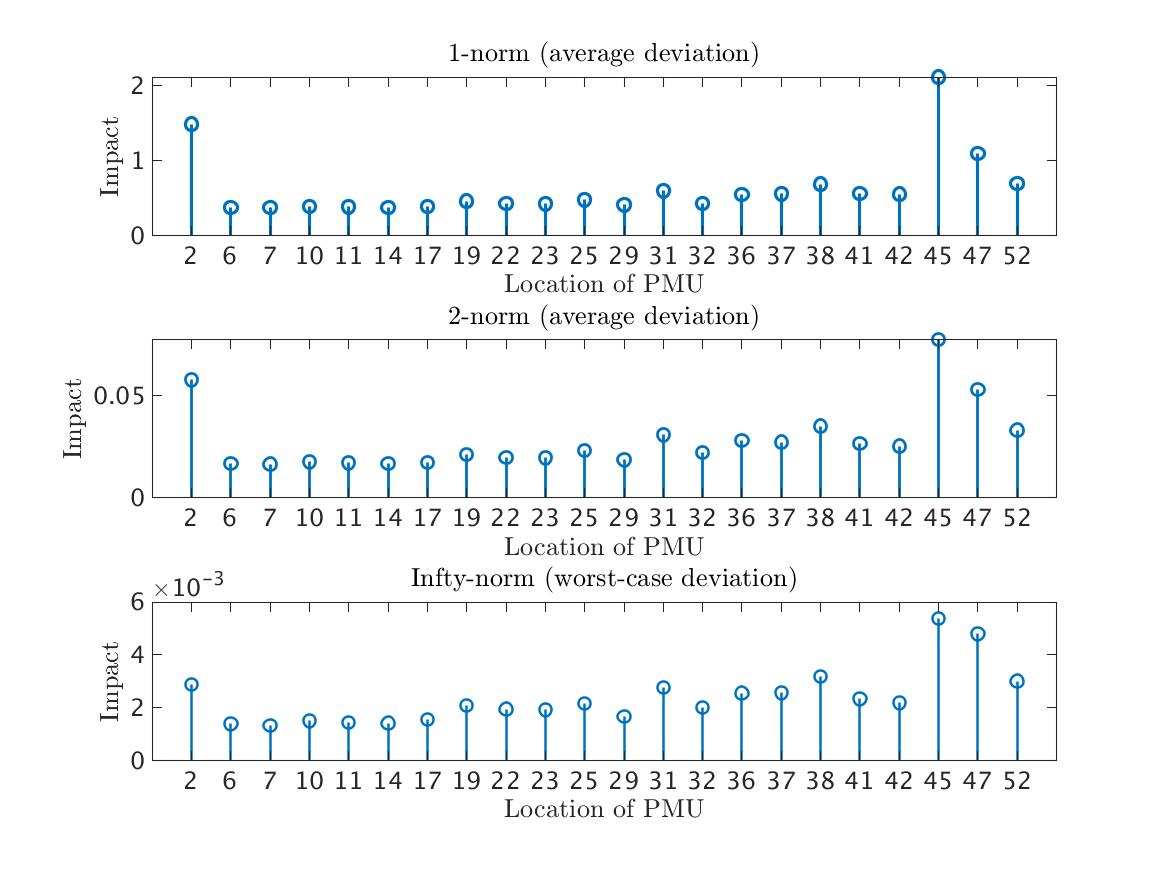 1-norm (average deviation)
2
1
0
Impact
2 6 7 10 11 14 17 19 22 23 25 29 31 32 36 37 38 41 42 45 47 52
Location of PMU
2-norm (average deviation)
0.05
0
Impact
2 6 7 10 11 14 17 19 22 23 25 29 31 32 36 37 38 41 42 45 47 52
Location of PMU
Infty-norm (worst-case deviation)
×10⁻³
6
4
2
0
Impact
2 6 7 10 11 14 17 19 22 23 25 29 31 32 36 37 38 41 42 45 47 52
Location of PMU